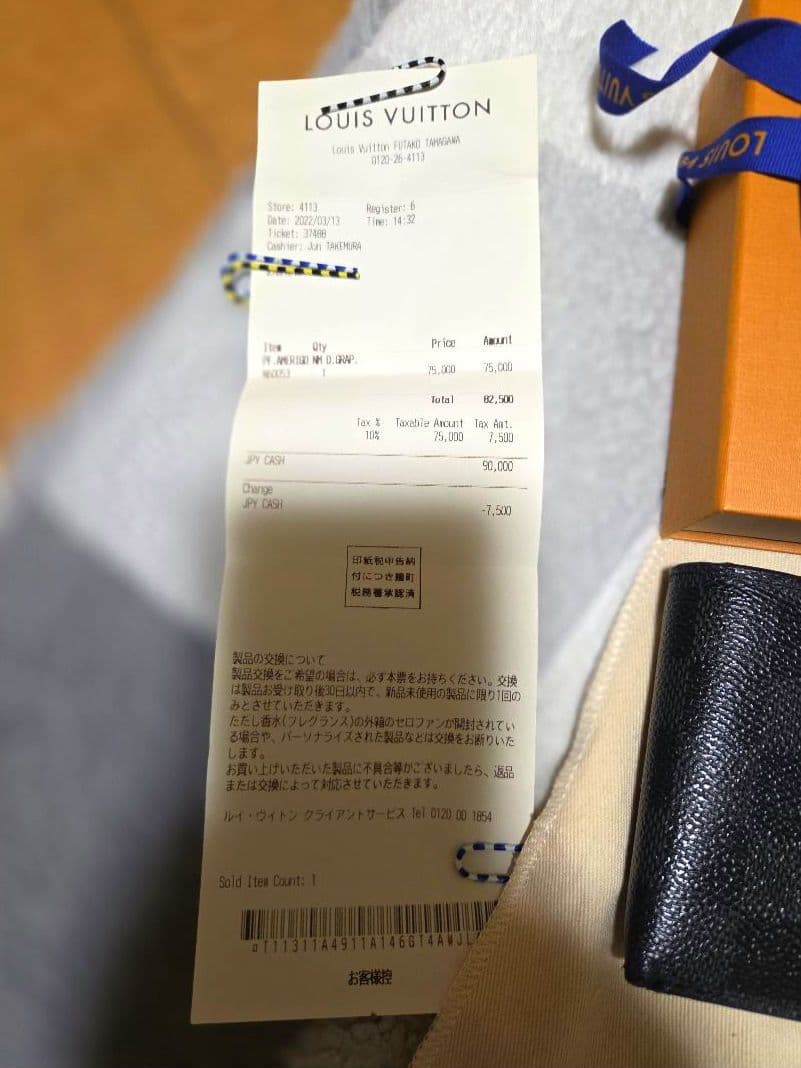 LOUIS VUITTON
Louis Vuitton FUTAKO TAMAGAWA
0120-26-4113
Store: 4113 Register: 6
Date: 2022/03/13 Time: 14:32
Ticket: 37488
Cashier: Jun TAKEMURA
Item Qty Price Amount
PF.AMERIGO NM D.GRAP.
N60053 1 75,000 75,000
Total 82,500
Tax % Taxable Amount Tax Amt.
10% 75,000 7,500
JPY CASH 90,000
Change
JPY CASH -7,500
印紙税申告納
付につき麹町
税務署承認済
製品の交換について
製品交換をご希望の場合は、必ず本票をお持ちください。交換
は製品お受け取り後30日以内で、新品未使用の製品に限り1回の
みとさせていただきます。
ただし香水(フレグランス)の外箱のセロファンが開封されてい
る場合や、パーソナライズされた製品などは交換をお断りいた
します。
お買い上げいただいた製品に不具合等がございましたら、返品
または交換によって対応させていただきます。
ルイ・ヴィトン クライアントサービス Tel 0120 00 1854
Sold Item Count: 1
お客様控
LOUIS